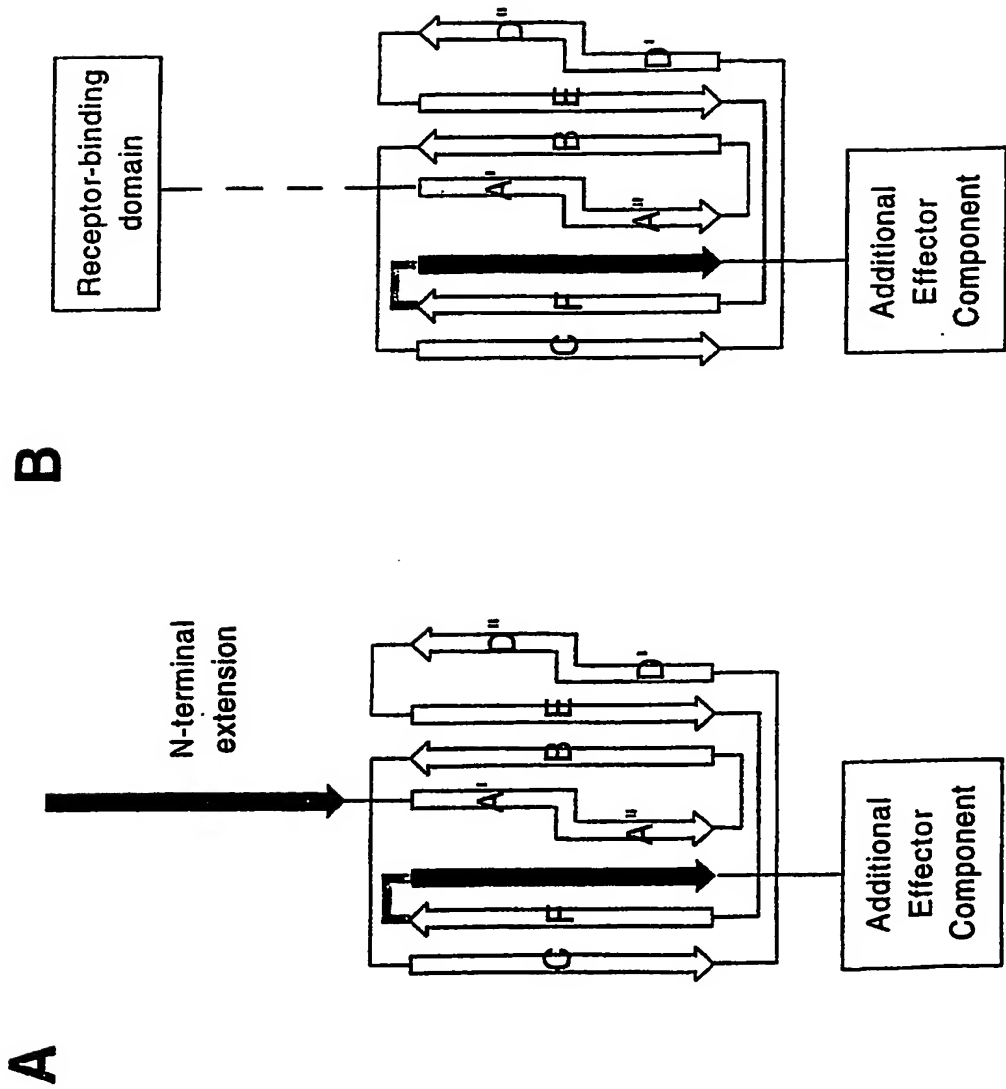 A
N-terminal
extension
C
F
A'
A"
B
E
D"
D'
Additional
Effector
Component
B
Receptor-binding
domain
C
F
A'
A"
B
E
D"
D'
Additional
Effector
Component